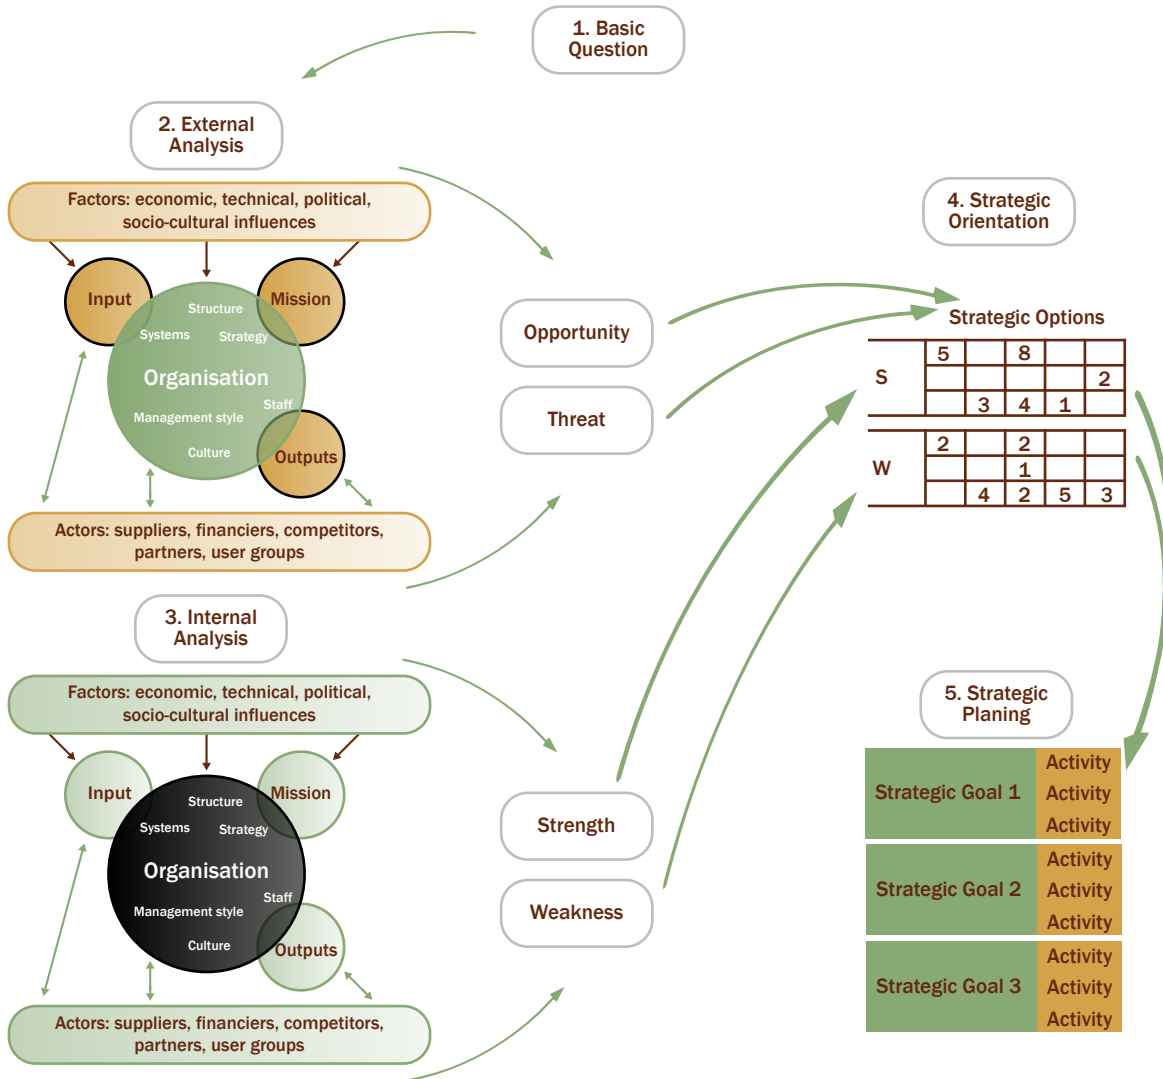 1. Basic
Question
2. External
Analysis
Factors: economic, technical, political,
socio-cultural influences
Input
Mission
Structure
Systems
Strategy
Organisation
Staff
Management style
Culture
Outputs
Actors: suppliers, financiers, competitors,
partners, user groups
Opportunity
Threat
3. Internal
Analysis
Factors: economic, technical, political,
socio-cultural influences
Input
Mission
Structure
Systems
Strategy
Organisation
Staff
Management style
Culture
Outputs
Actors: suppliers, financiers, competitors,
partners, user groups
Strength
Weakness
4. Strategic
Orientation
Strategic Options
5 8
S
2
3 4 1
2 2
W
1
4 2 5 3
5. Strategic
Planing
Strategic Goal 1
Activity
Activity
Activity
Strategic Goal 2
Activity
Activity
Activity
Strategic Goal 3
Activity
Activity
Activity